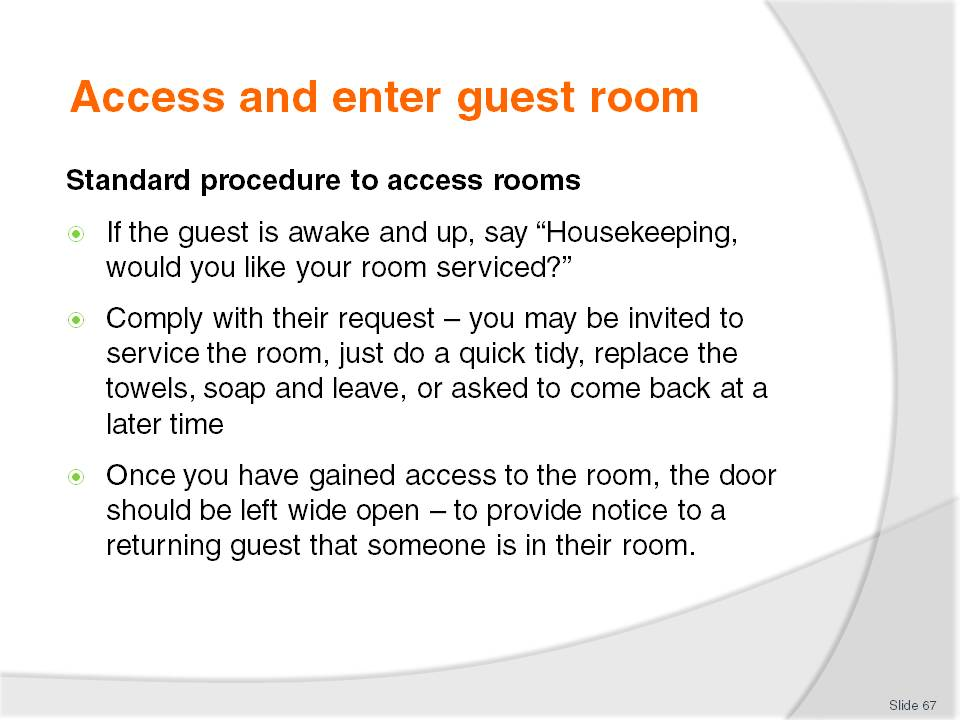 Access and enter guest room
Standard procedure to access rooms
If the guest is awake and up, say “Housekeeping,
would you like your room serviced?”
Comply with their request – you may be invited to
service the room, just do a quick tidy, replace the
towels, soap and leave, or asked to come back at a
later time
Once you have gained access to the room, the door
should be left wide open – to provide notice to a
returning guest that someone is in their room.
Slide 67